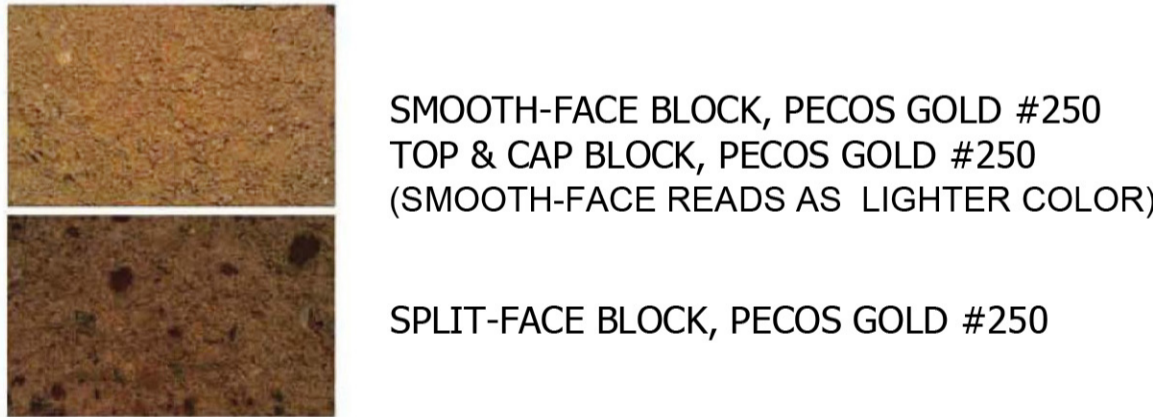 SMOOTH-FACE BLOCK, PECOS GOLD #250
TOP & CAP BLOCK, PECOS GOLD #250
(SMOOTH-FACE READS AS LIGHTER COLOR)
SPLIT-FACE BLOCK, PECOS GOLD #250